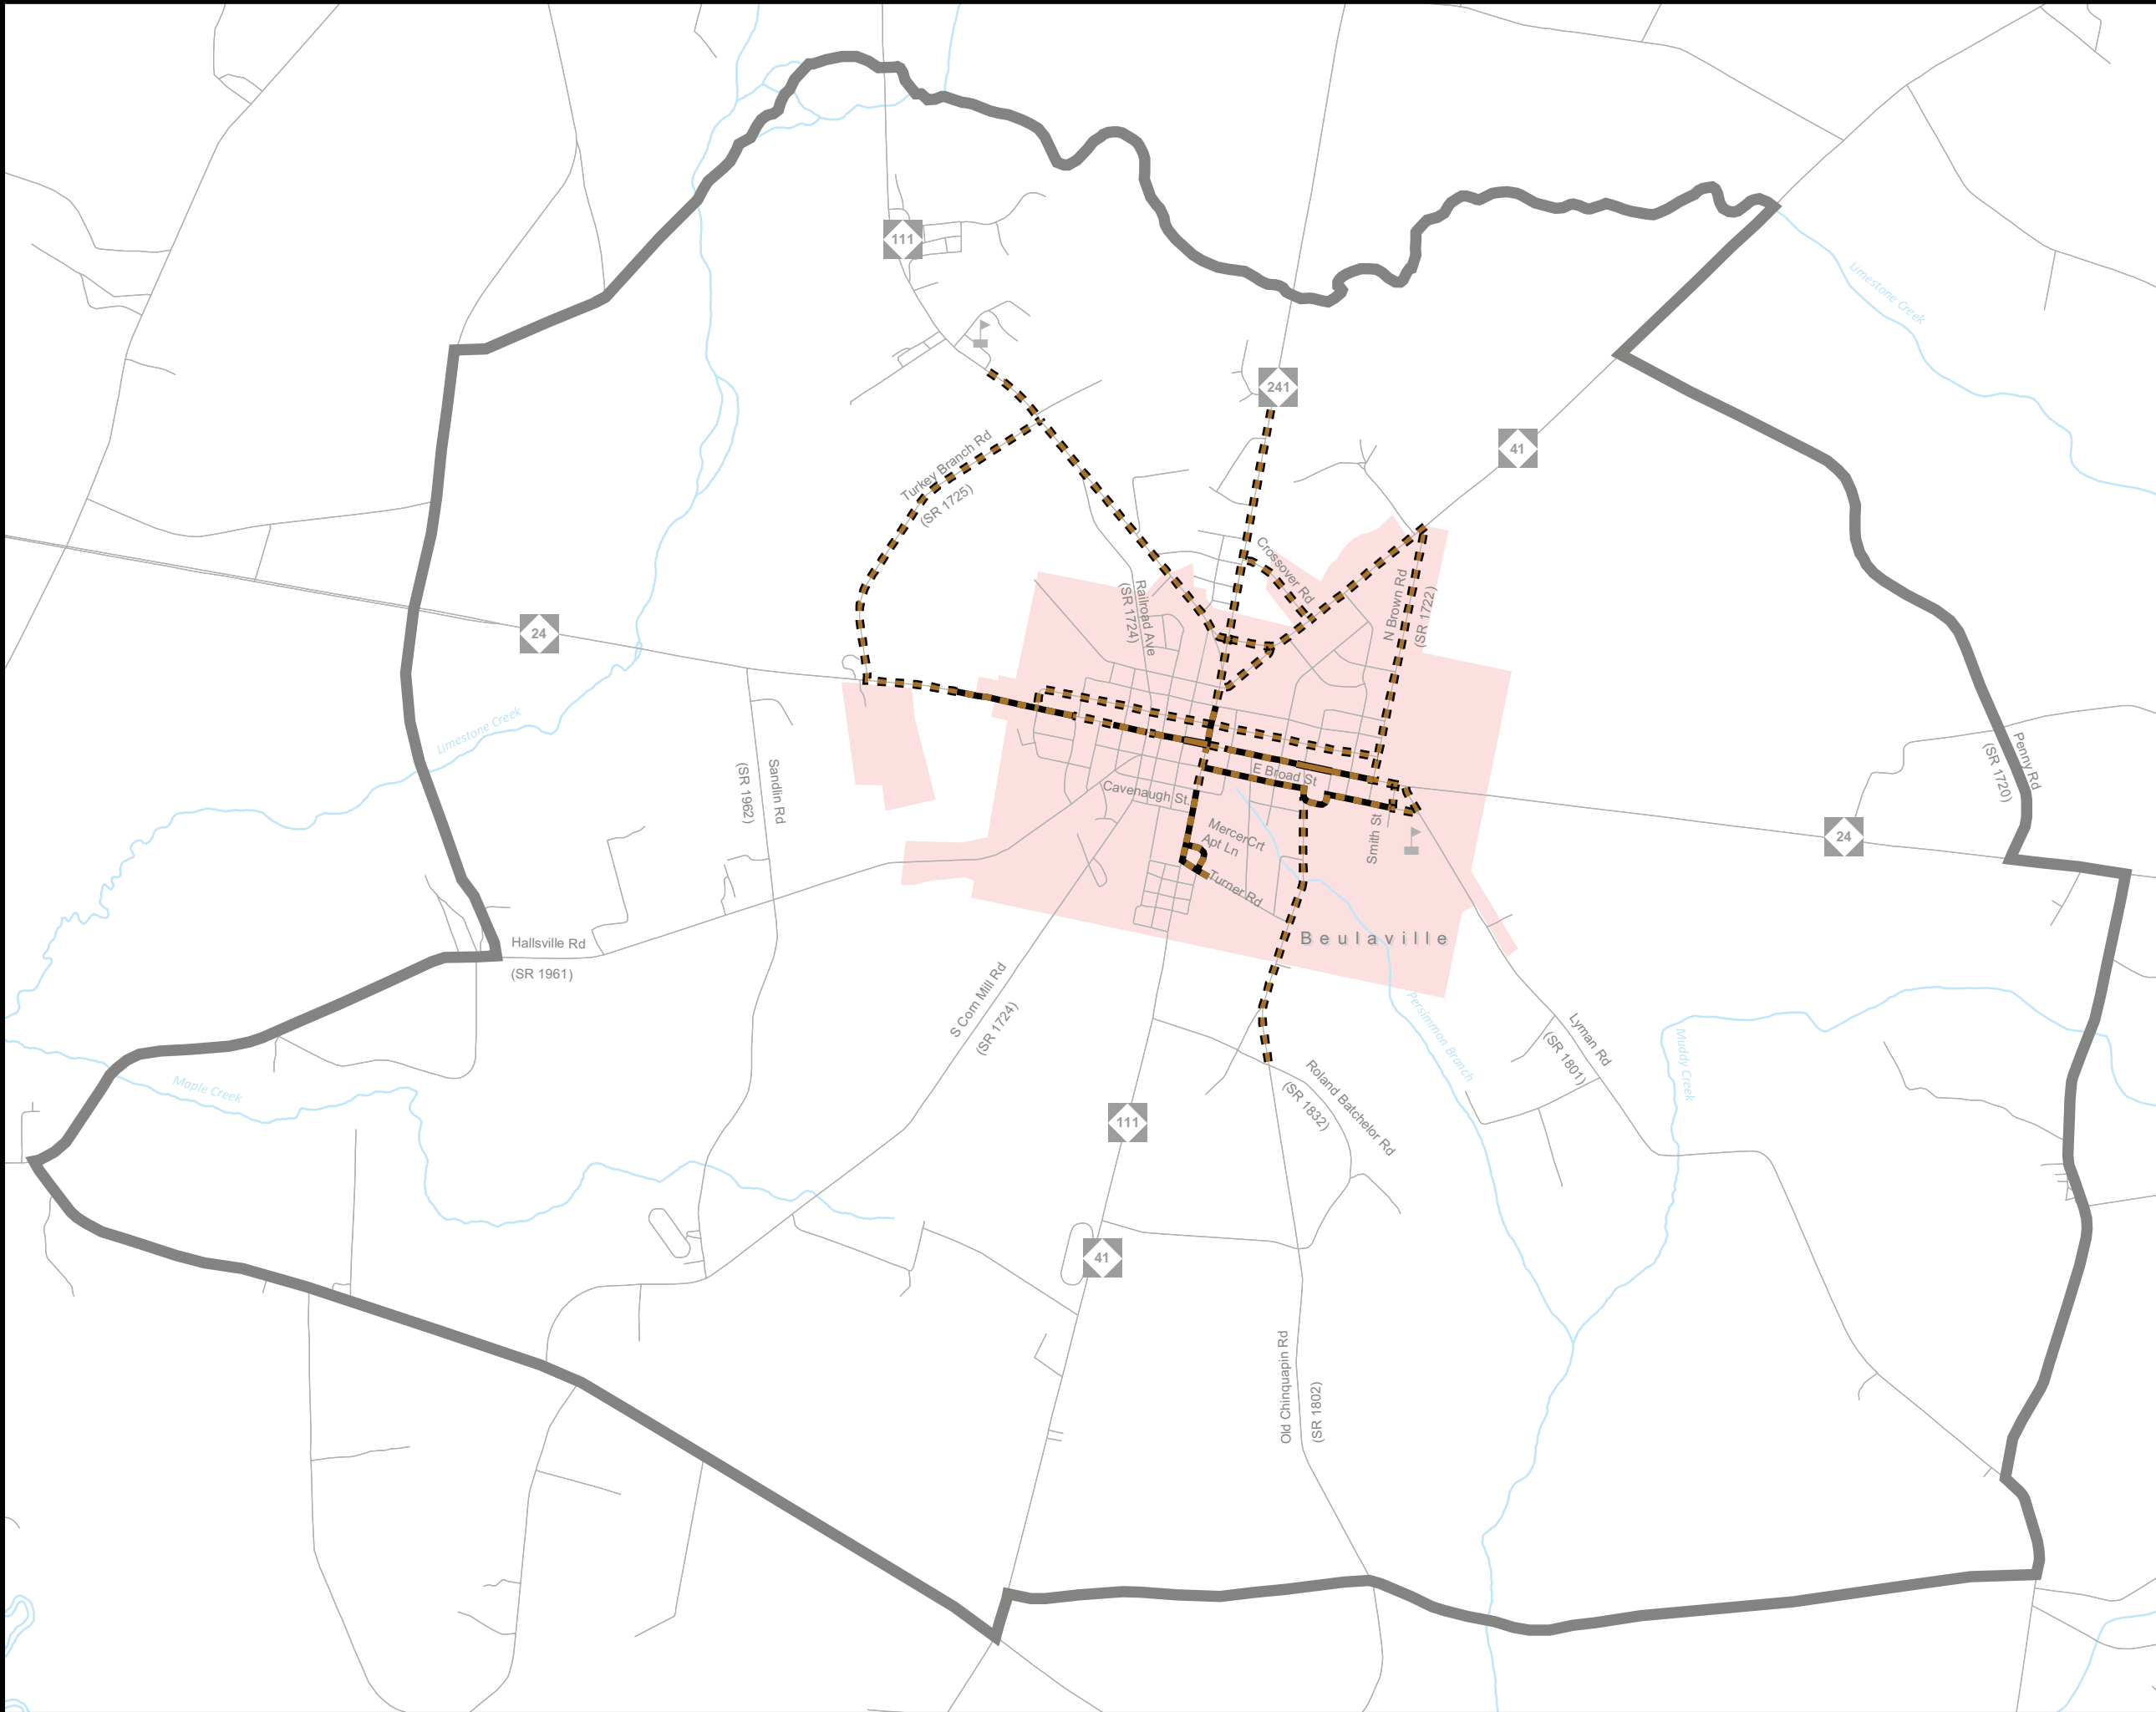 Limestone Creek
111
241
41
Turkey Branch Rd
(SR 1725)
Crossover Rd
N Brown Rd
(SR 1722)
Railroad Ave
(SR 1724)
24
Limestone Creek
Penny Rd
(SR 1720)
Sandlin Rd
(SR 1962)
E Broad St
Cavenaugh St.
24
MercerCrt
Apt Ln
Smith St
Turner Rd
Beulaville
Hallsville Rd
(SR 1961)
S Corn Mill Rd
(SR 1724)
Persimmon Branch
Lyman Rd
(SR 1801)
Muddy Creek
Maple Creek
Roland Batchelor Rd
(SR 1832)
111
41
Old Chinquapin Rd
(SR 1802)